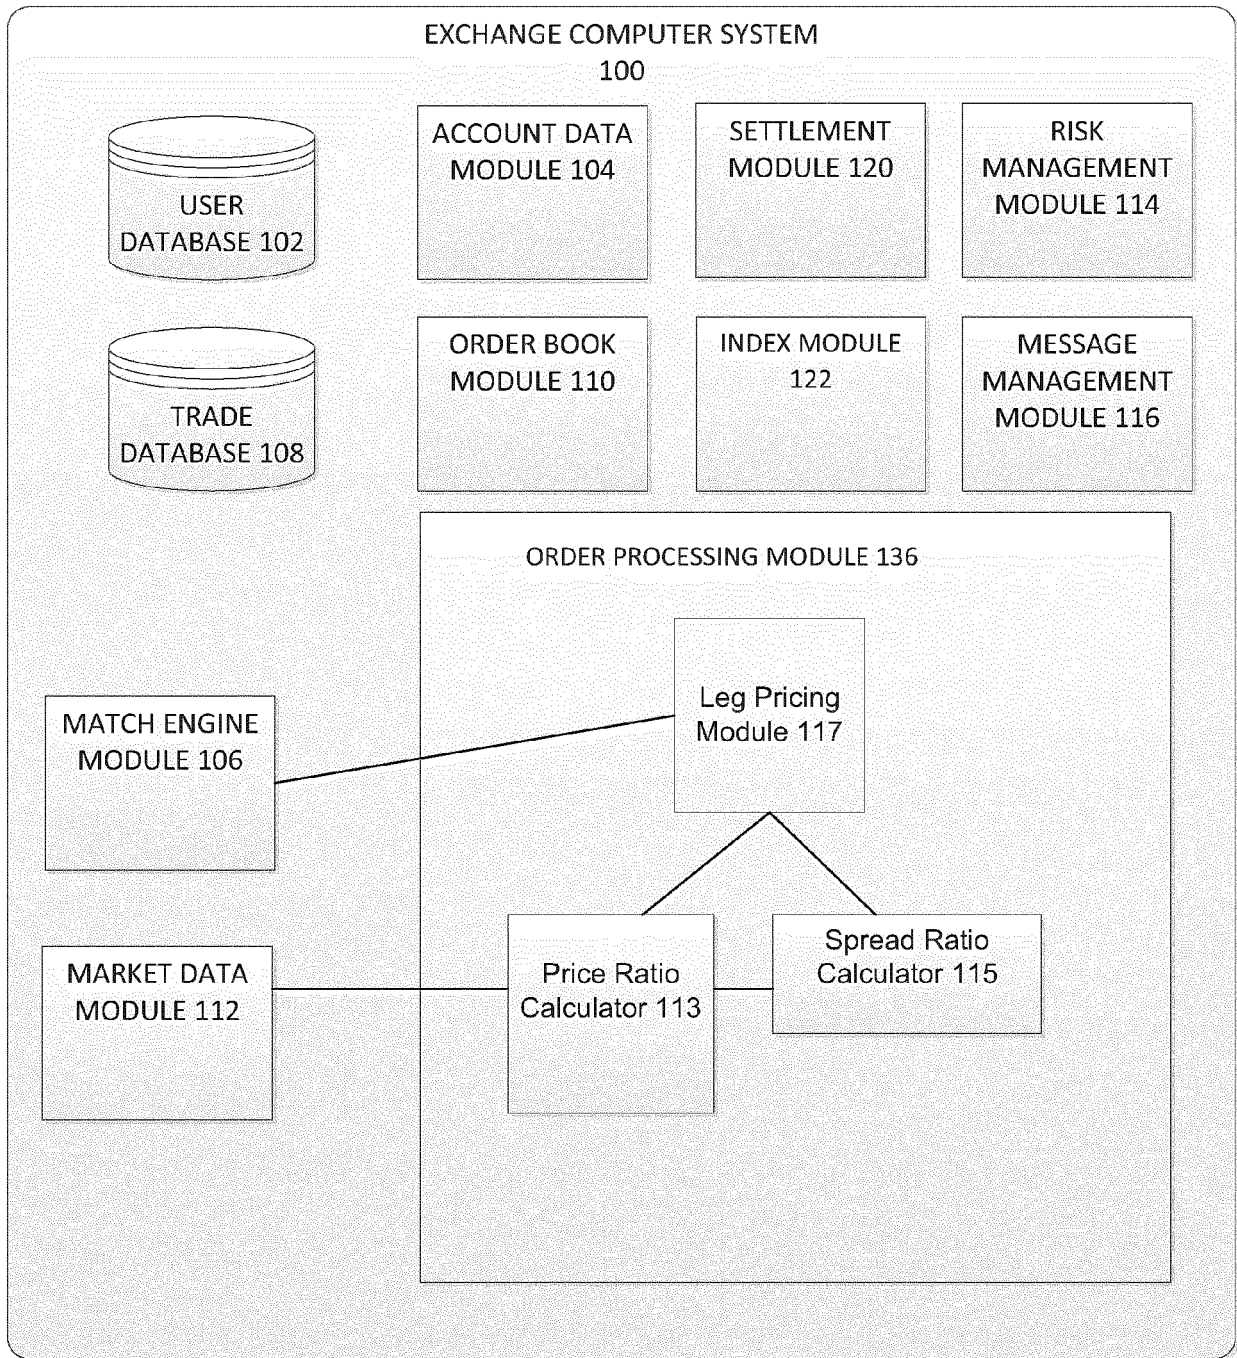 EXCHANGE COMPUTER SYSTEM
100
USER
DATABASE 102
ACCOUNT DATA
MODULE 104
SETTLEMENT
MODULE 120
RISK
MANAGEMENT
MODULE 114
TRADE
DATABASE 108
ORDER BOOK
MODULE 110
INDEX MODULE
122
MESSAGE
MANAGEMENT
MODULE 116
ORDER PROCESSING MODULE 136
Leg Pricing
Module 117
MATCH ENGINE
MODULE 106
MARKET DATA
MODULE 112
Price Ratio
Calculator 113
Spread Ratio
Calculator 115